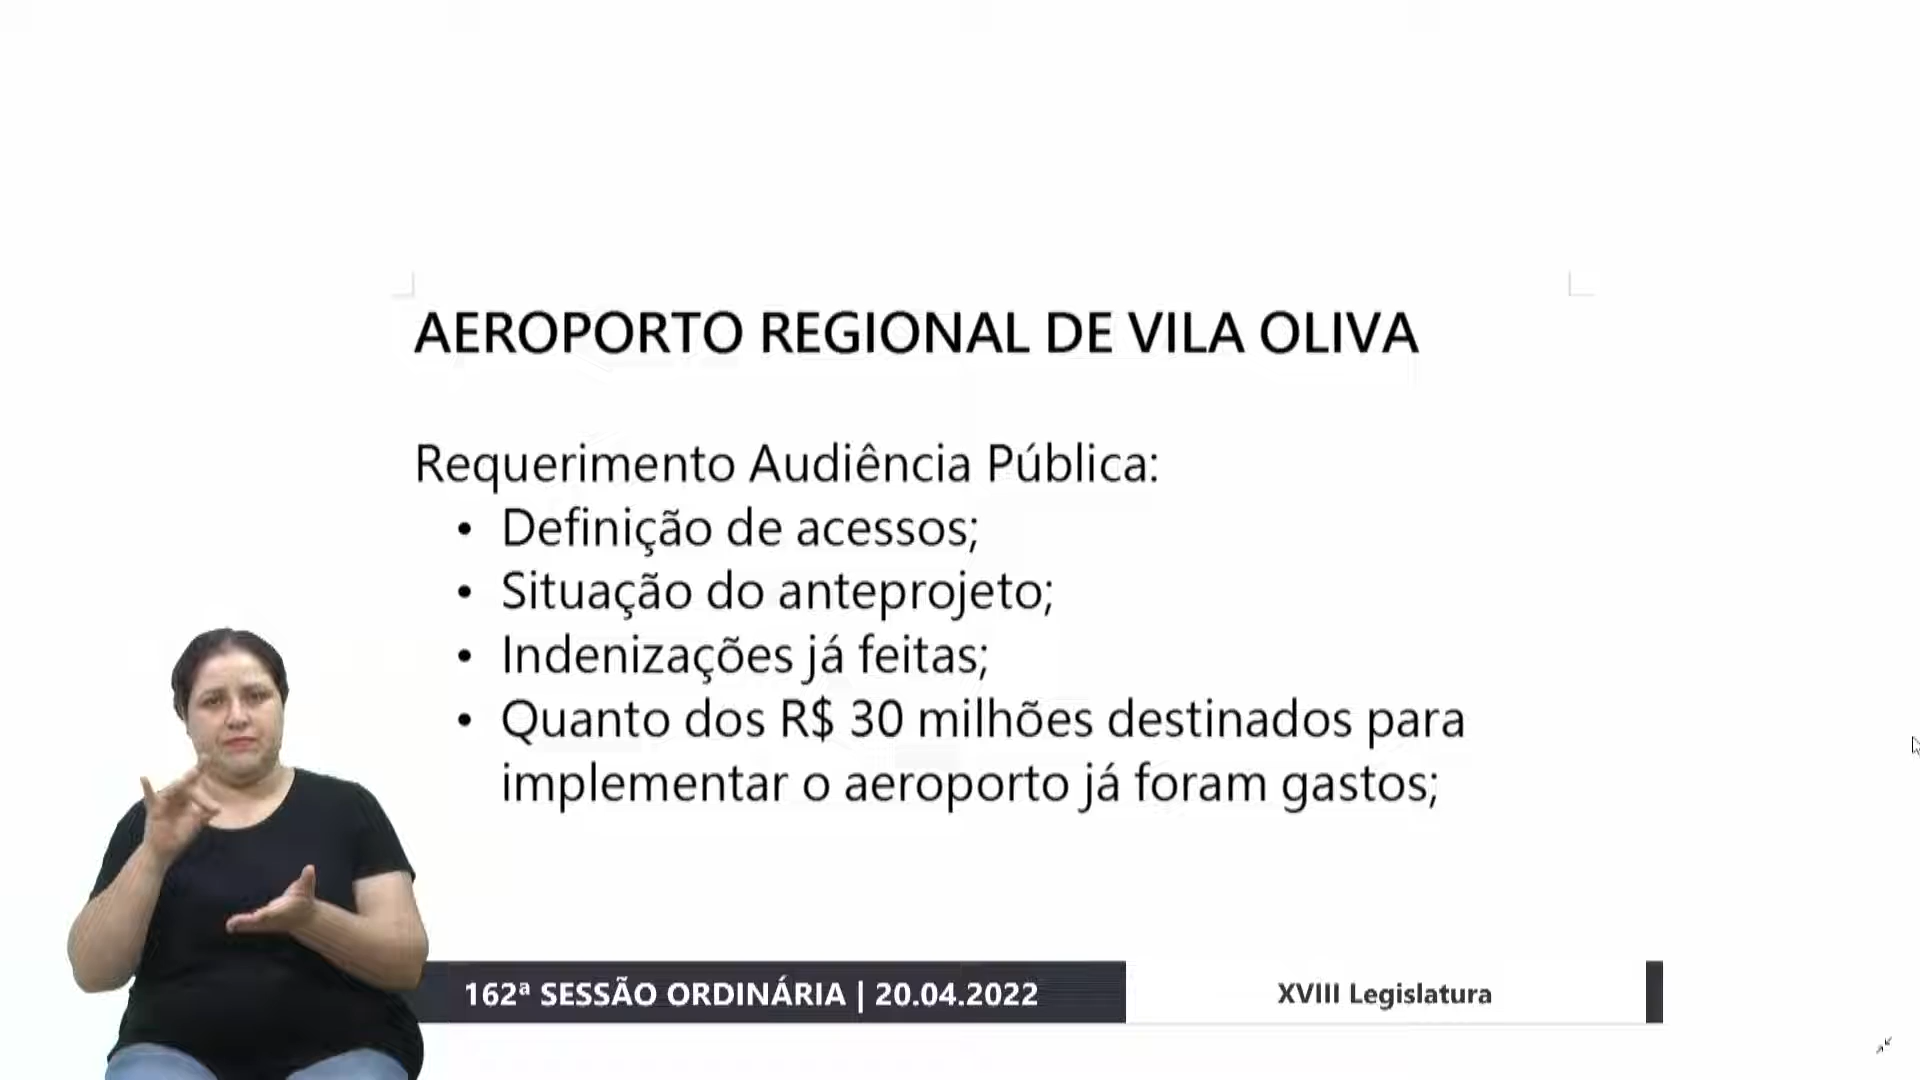 AEROPORTO REGIONAL DE VILA OLIVA
Requerimento Audiência Pública:
• Definição de acessos;
• Situação do anteprojeto;
• Indenizações já feitas;
• Quanto dos R$ 30 milhões destinados para
implementar o aeroporto já foram gastos;
162ª SESSÃO ORDINÁRIA | 20.04.2022
XVIII Legislatura